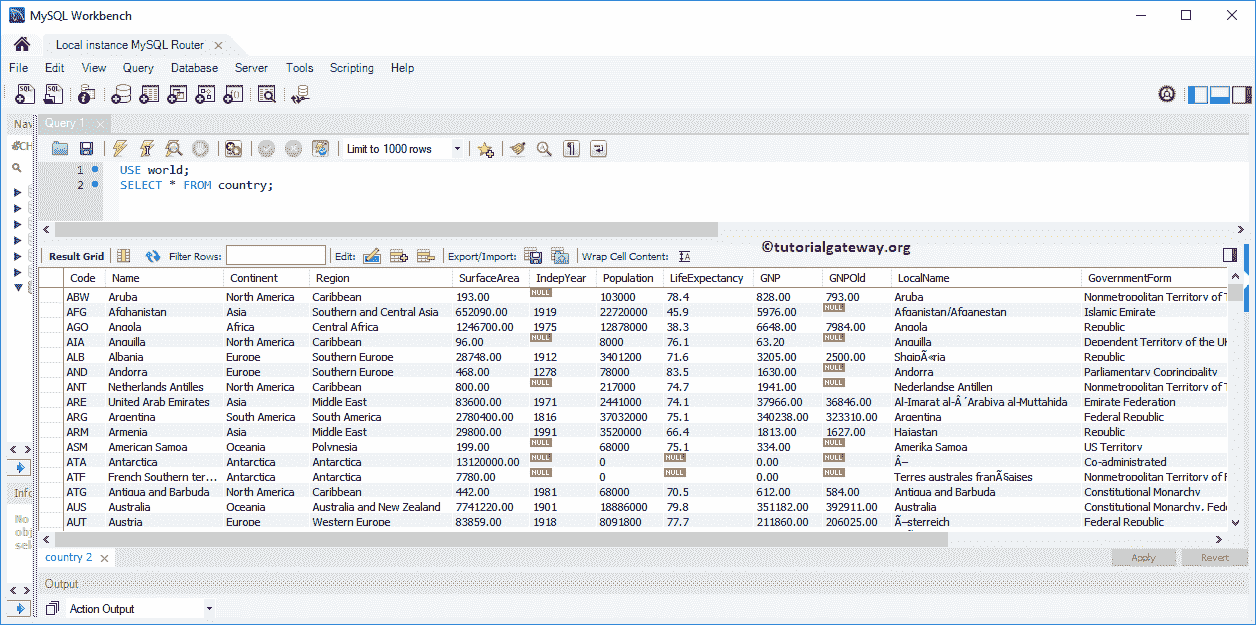 MySQL Workbench
Local instance MySQL Router
File Edit View Query Database Server Tools Scripting Help
Nav Query 1
Limit to 1000 rows
1 USE world;
2 SELECT * FROM country;
©tutorialgateway.org
Result Grid Filter Rows: Edit: Export/Import: Wrap Cell Content:
Code Name Continent Region SurfaceArea IndepYear Population LifeExpectancy GNP GNPOld LocalName GovernmentForm
ABW Aruba North America Caribbean 193.00 NULL 103000 78.4 828.00 793.00 Aruba Nonmetropolitan Territory of T
AFG Afghanistan Asia Southern and Central Asia 652090.00 1919 22720000 45.9 5976.00 NULL Afganistan/Afqanestan Islamic Emirate
AGO Angola Africa Central Africa 1246700.00 1975 12878000 38.3 6648.00 7984.00 Angola Republic
AIA Anguilla North America Caribbean 96.00 NULL 8000 76.1 63.20 NULL Anguilla Dependent Territory of the UK
ALB Albania Europe Southern Europe 28748.00 1912 3401200 71.6 3205.00 2500.00 ShqipÃ«ria Republic
AND Andorra Europe Southern Europe 468.00 1278 78000 83.5 1630.00 NULL Andorra Parliamentary Coprincipality
ANT Netherlands Antilles North America Caribbean 800.00 NULL 217000 74.7 1941.00 NULL Nederlandse Antillen Nonmetropolitan Territory of T
ARE United Arab Emirates Asia Middle East 83600.00 1971 2441000 74.1 37966.00 36846.00 Al-Imarat al-Â´Arabiya al-Muttahida Emirate Federation
ARG Argentina South America South America 2780400.00 1816 37032000 75.1 340238.00 323310.00 Argentina Federal Republic
ARM Armenia Asia Middle East 29800.00 1991 3520000 66.4 1813.00 1627.00 Hajastan Republic
ASM American Samoa Oceania Polynesia 199.00 NULL 68000 75.1 334.00 NULL Amerika Samoa US Territory
ATA Antarctica Antarctica Antarctica 13120000.00 NULL 0 NULL 0.00 NULL Â– Co-administrated
ATF French Southern ter... Antarctica Antarctica 7780.00 NULL 0 NULL 0.00 NULL Terres australes franÃ§aises Nonmetropolitan Territory of F
ATG Antigua and Barbuda North America Caribbean 442.00 1981 68000 70.5 612.00 584.00 Antigua and Barbuda Constitutional Monarchy
AUS Australia Oceania Australia and New Zealand 7741220.00 1901 18886000 79.8 351182.00 392911.00 Australia Constitutional Monarchy, Fede
AUT Austria Europe Western Europe 83859.00 1918 8091800 77.7 211860.00 206025.00 Ã–sterreich Federal Republic
country 2 Apply Revert
Info
No
obj
sel
Output
Action Output